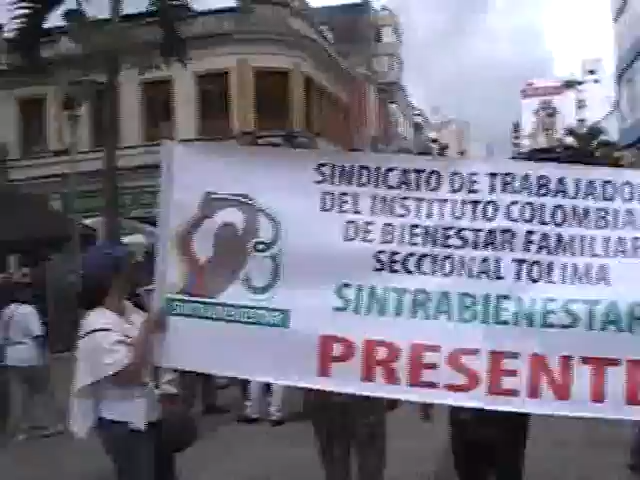 SINDICATO DE TRABAJADO
DEL INSTITUTO COLOMBIA
DE BIENESTAR FAMILIAR
SECCIONAL TOLIMA
SINTRABIENESTAR
PRESENTE